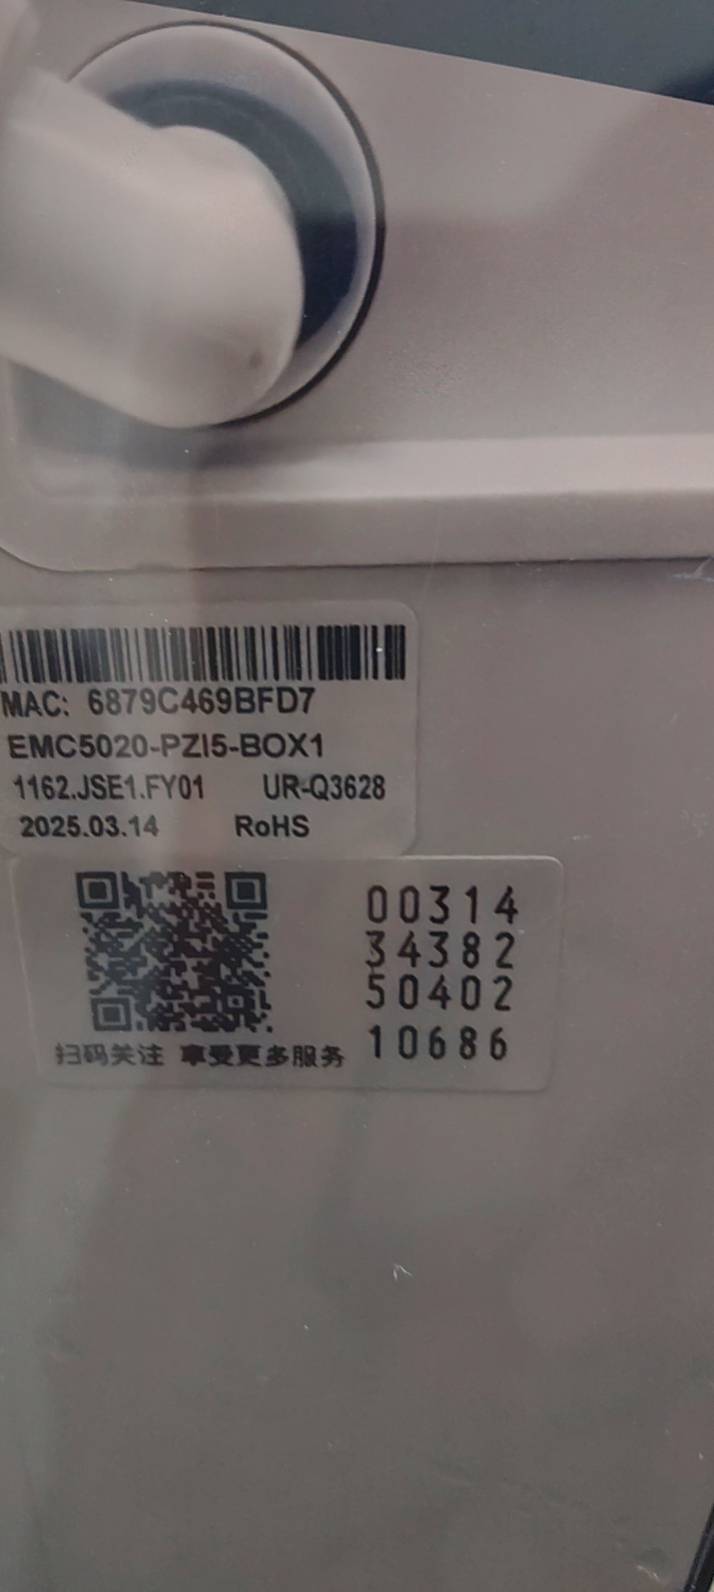 MAC: 6879C469BFD7
EMC5020-PZI5-BOX1
1162.JSE1.FY01 UR-Q3628
2025.03.14 RoHS
00314
34382
50402
10686
扫码关注 享受更多服务